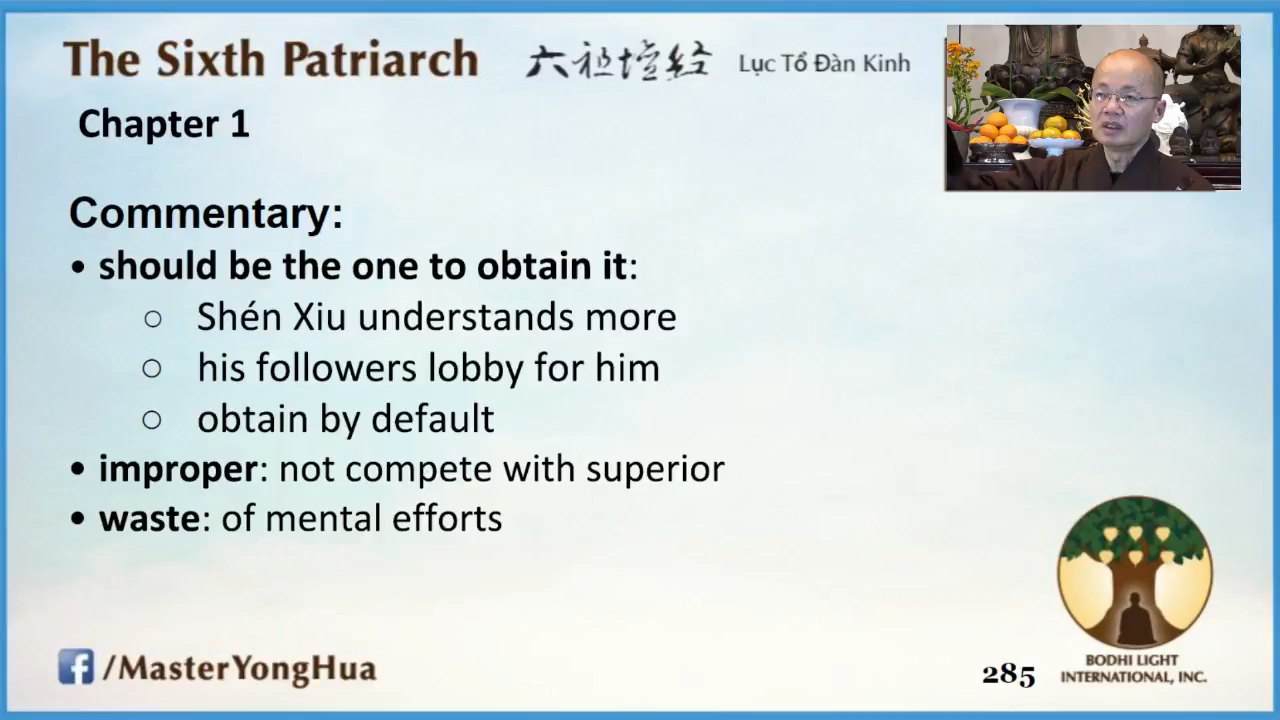 The Sixth Patriarch 六祖壇经 Lục Tổ Đàn Kinh
Chapter 1
Commentary:
• should be the one to obtain it:
○ Shén Xiu understands more
○ his followers lobby for him
○ obtain by default
• improper: not compete with superior
• waste: of mental efforts
f /MasterYongHua
285
BODHI LIGHT
INTERNATIONAL, INC.